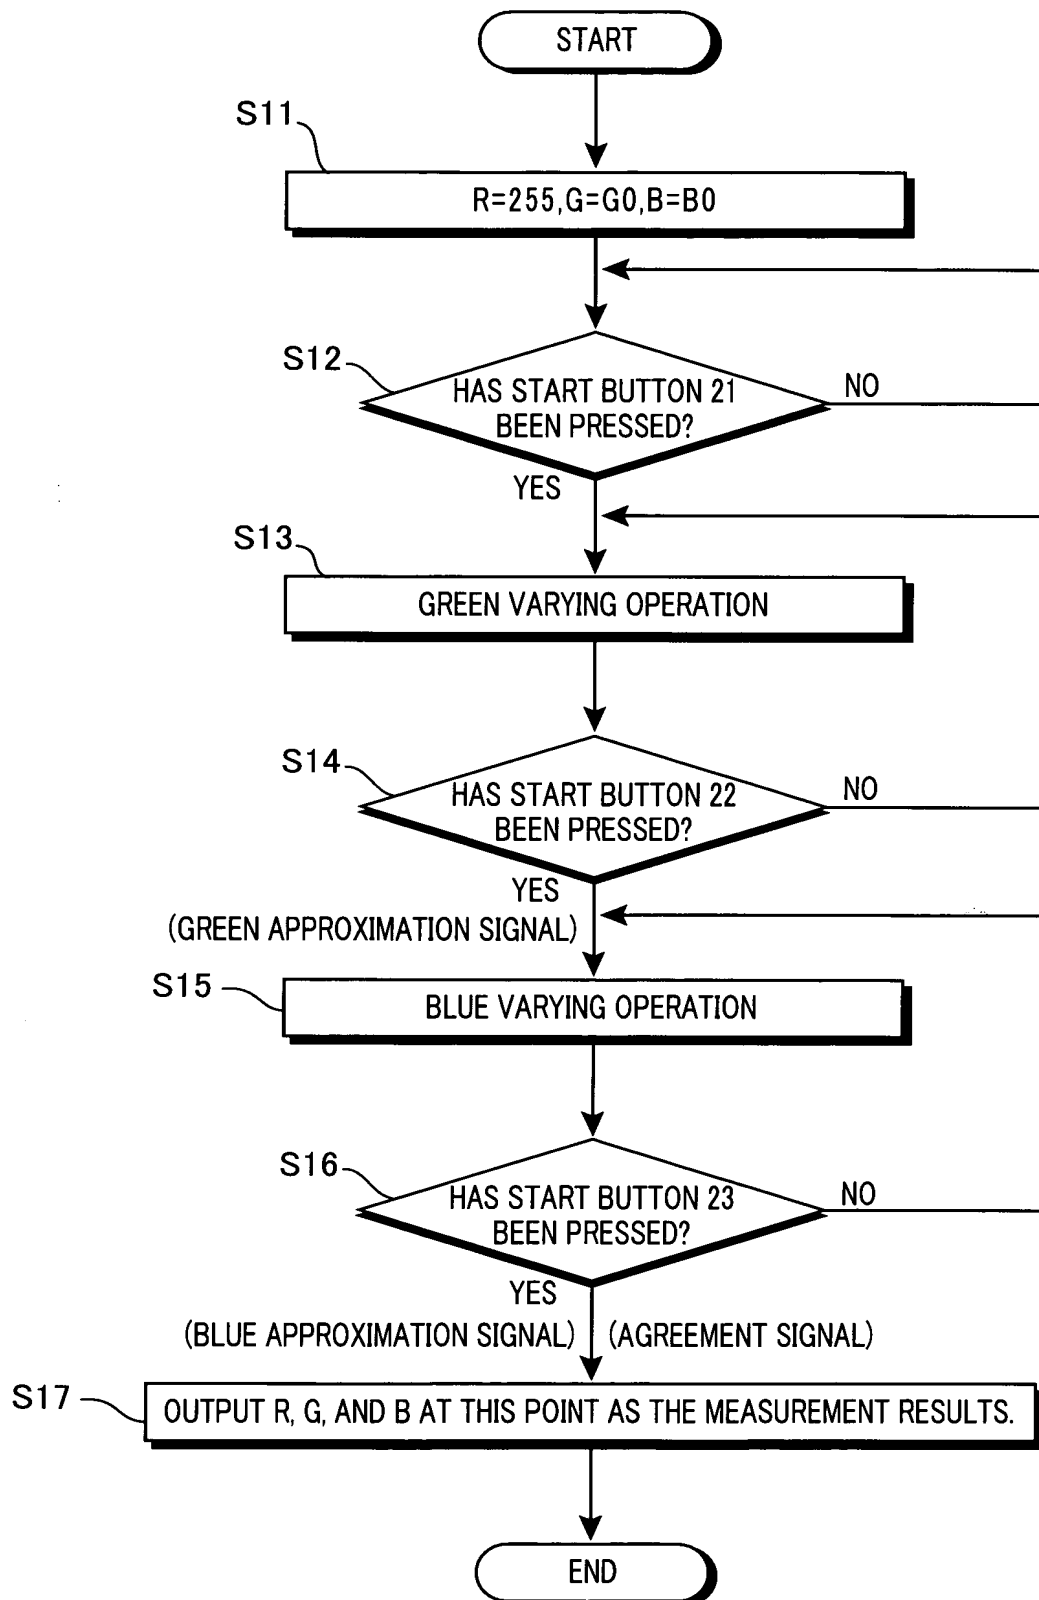 START
S11
R=255,G=G0,B=B0
S12
HAS START BUTTON 21
BEEN PRESSED?
NO
YES
S13
GREEN VARYING OPERATION
S14
HAS START BUTTON 22
BEEN PRESSED?
NO
YES
(GREEN APPROXIMATION SIGNAL)
S15
BLUE VARYING OPERATION
S16
HAS START BUTTON 23
BEEN PRESSED?
NO
YES
(BLUE APPROXIMATION SIGNAL) (AGREEMENT SIGNAL)
S17
OUTPUT R, G, AND B AT THIS POINT AS THE MEASUREMENT RESULTS.
END